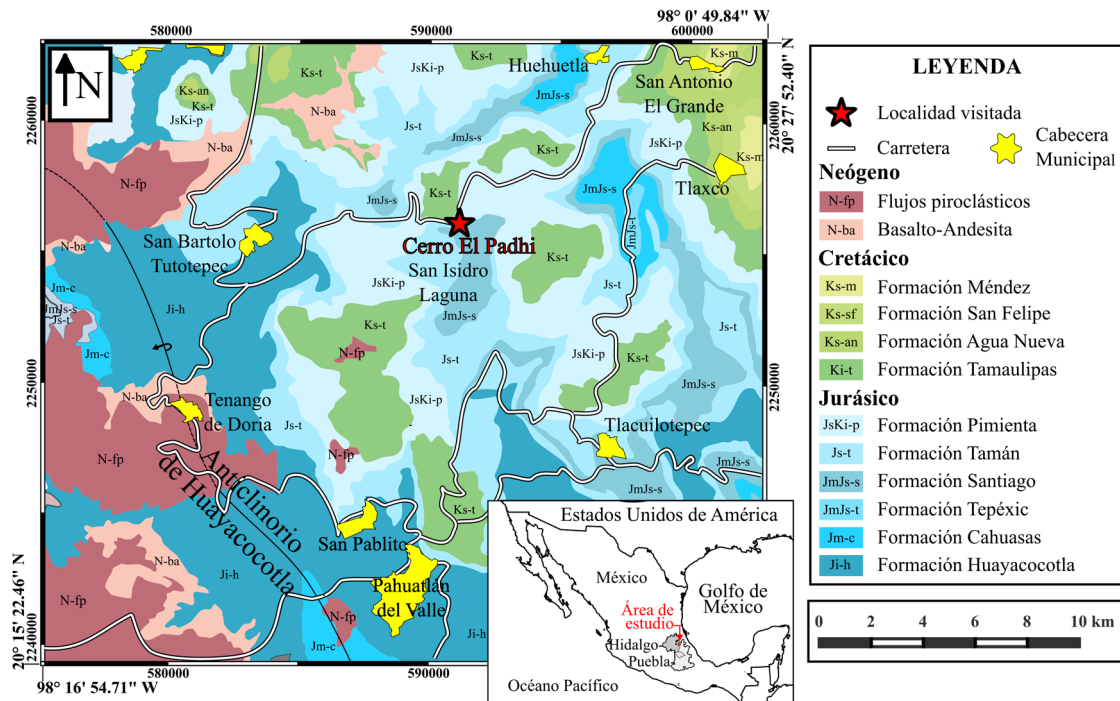 98° 0' 49.84" W
580000
590000
600000
N
Ks-t
JsKi-p
Ks-t
Huehuetla
Ks-m
San Antonio
El Grande
Ks-an
Ks-t
JsKi-p
N-ba
JmJs-s
2260000
2260000
20° 27' 52.40" N
Js-t
JmJs-s
Ks-an
N-ba
Ks-t
JsKi-p
Ks-m
N-fp
JmJs-s
Tlaxco
Ks-t
JmJs-s
JmJs-t
San Bartolo
Tutotepec
Cerro El Padhi
San Isidro
Laguna
Ks-t
N-ba
Jm-c
Ji-h
JsKi-p
Js-t
JmJs-s
Js-t
JmJs-s
Ks-t
Js-t
Jm-c
N-fp
Js-t
JsKi-p
Ks-t
2250000
2250000
JmJs-s
N-ba
Tenango
de Doria
JsKi-p
Js-t
Tlacuilotepec
N-fp
N-fp
JmJs-s
Anticlinorio
de Huayacocotla
JmJs-s
Ks-t
San Pablito
N-ba
Ji-h
Pahuatlán
del Valle
N-fp
N-fp
Ji-h
Jm-c
2240000
20° 15' 22.46" N
580000
590000
98° 16' 54.71" W
Estados Unidos de América
México
Golfo de
México
Área de
estudio
Hidalgo
Puebla
Océano Pacífico
LEYENDA
Localidad visitada
Carretera
Cabecera
Municipal
Neógeno
N-fp Flujos piroclásticos
N-ba Basalto-Andesita
Cretácico
Ks-m Formación Méndez
Ks-sf Formación San Felipe
Ks-an Formación Agua Nueva
Ki-t Formación Tamaulipas
Jurásico
JsKi-p Formación Pimienta
Js-t Formación Tamán
JmJs-s Formación Santiago
JmJs-t Formación Tepéxic
Jm-c Formación Cahuasas
Ji-h Formación Huayacocotla
0 2 4 6 8 10 km